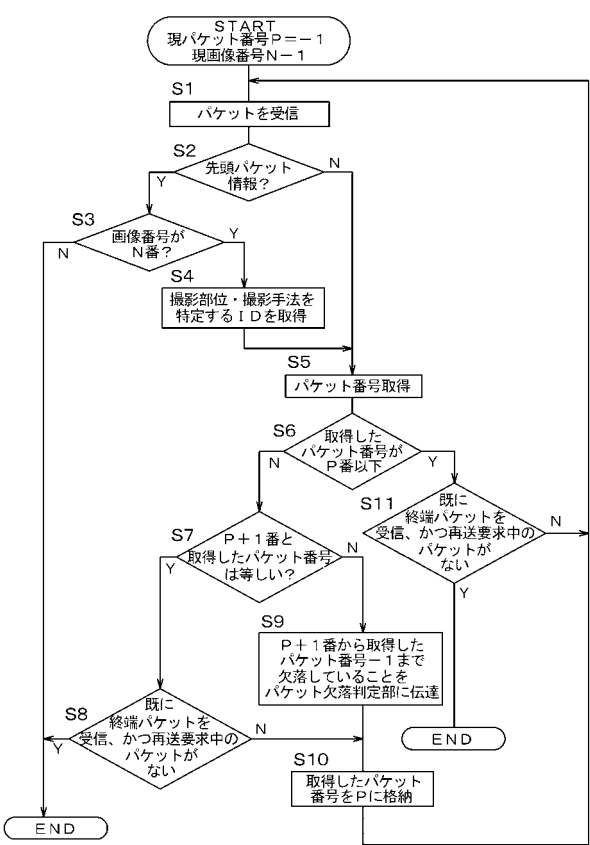 START
現パケット番号P=−1
現画像番号N−1
S1
パケットを受信
S2
先頭パケット
情報?
N
Y
S3
画像番号が
N番?
Y
N
S4
撮影部位・撮影手法を
特定するIDを取得
S5
パケット番号取得
S6
取得した
パケット番号が
P番以下
N
Y
S11
既に
終端パケットを
受信、かつ再送要求中の
パケットが
ない
N
Y
S7
P+1番と
取得したパケット番号
は等しい?
N
Y
S9
P+1番から取得した
パケット番号−1まで
欠落していることを
パケット欠落判定部に伝達
S8
既に
終端パケットを
受信、かつ再送要求中の
パケットが
ない
N
Y
END
S10
取得したパケット
番号をPに格納
END